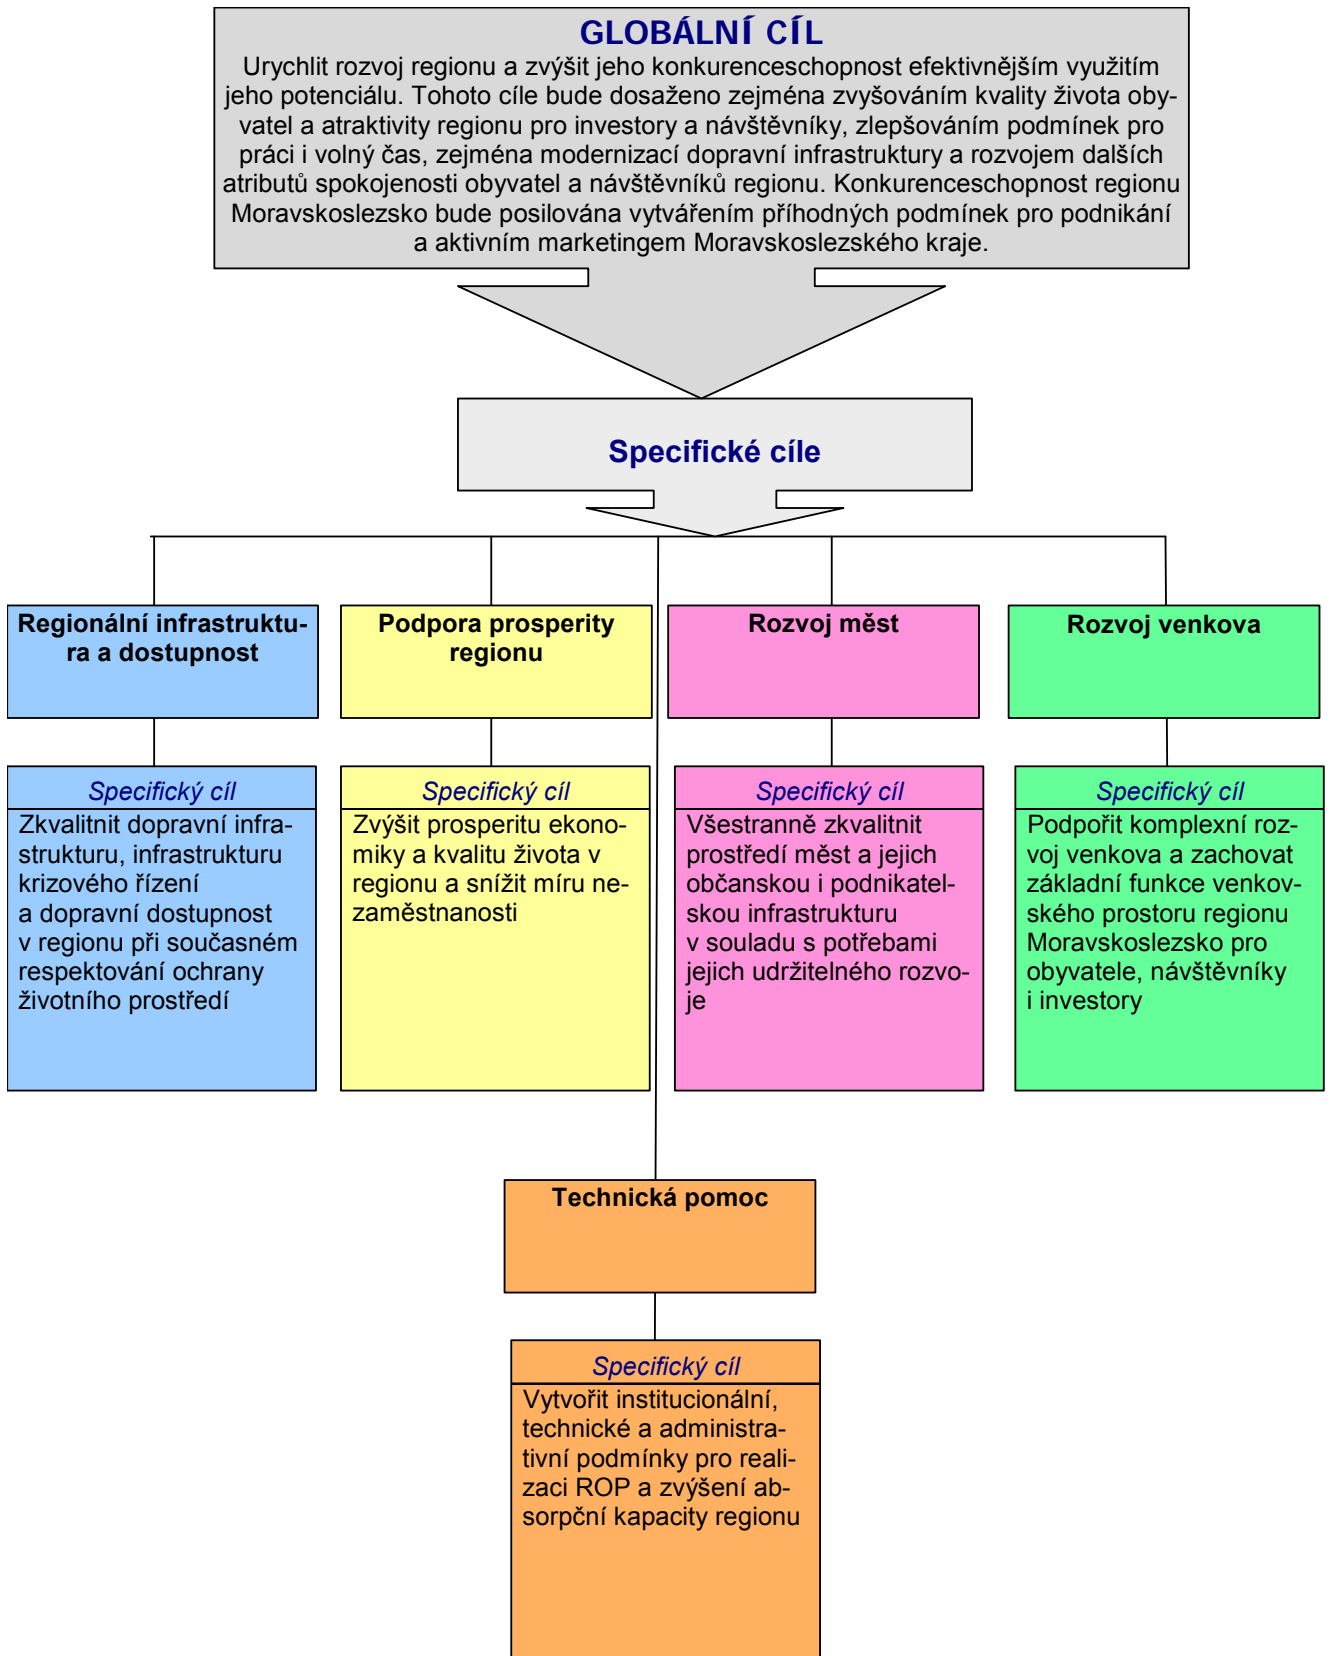 GLOBÁLNÍ CÍL
Urychlit rozvoj regionu a zvýšit jeho konkurenceschopnost efektivnějším využitím
jeho potenciálu. Tohoto cíle bude dosaženo zejména zvyšováním kvality života oby-
vatel a atraktivity regionu pro investory a návštěvníky, zlepšováním podmínek pro
práci i volný čas, zejména modernizací dopravní infrastruktury a rozvojem dalších
atributů spokojenosti obyvatel a návštěvníků regionu. Konkurenceschopnost regionu
Moravskoslezsko bude posilována vytvářením příhodných podmínek pro podnikání
a aktivním marketingem Moravskoslezského kraje.
Specifické cíle
Regionální infrastruktu-
ra a dostupnost
Specifický cíl
Zkvalitnit dopravní infra-
strukturu, infrastrukturu
krizového řízení
a dopravní dostupnost
v regionu při současném
respektování ochrany
životního prostředí
Podpora prosperity
regionu
Specifický cíl
Zvýšit prosperitu ekono-
miky a kvalitu života v
regionu a snížit míru ne-
zaměstnanosti
Rozvoj měst
Specifický cíl
Všestranně zkvalitnit
prostředí měst a jejich
občanskou i podnikatel-
skou infrastrukturu
v souladu s potřebami
jejich udržitelného rozvo-
je
Rozvoj venkova
Specifický cíl
Podpořit komplexní roz-
voj venkova a zachovat
základní funkce venkov-
ského prostoru regionu
Moravskoslezsko pro
obyvatele, návštěvníky
i investory
Technická pomoc
Specifický cíl
Vytvořit institucionální,
technické a administra-
tivní podmínky pro reali-
zaci ROP a zvýšení ab-
sorpční kapacity regionu